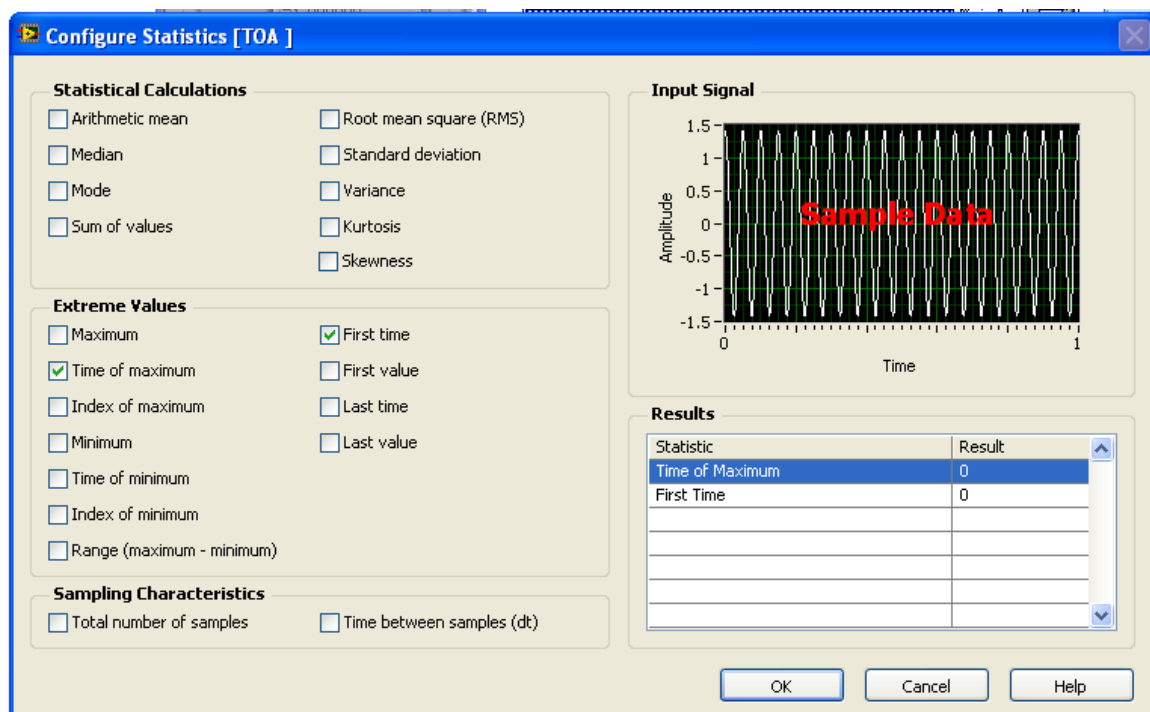 Configure Statistics [TOA ]
Statistical Calculations
Arithmetic mean
Root mean square (RMS)
Median
Standard deviation
Mode
Variance
Sum of values
Kurtosis
Skewness
Extreme Values
Maximum
First time
Time of maximum
First value
Index of maximum
Last time
Minimum
Last value
Time of minimum
Index of minimum
Range (maximum - minimum)
Sampling Characteristics
Total number of samples
Time between samples (dt)
Input Signal
1.5
1
0.5
0
-0.5
-1
-1.5
Amplitude
Sample Data
0 1
Time
Results
Statistic Result
Time of Maximum 0
First Time 0
OK Cancel Help